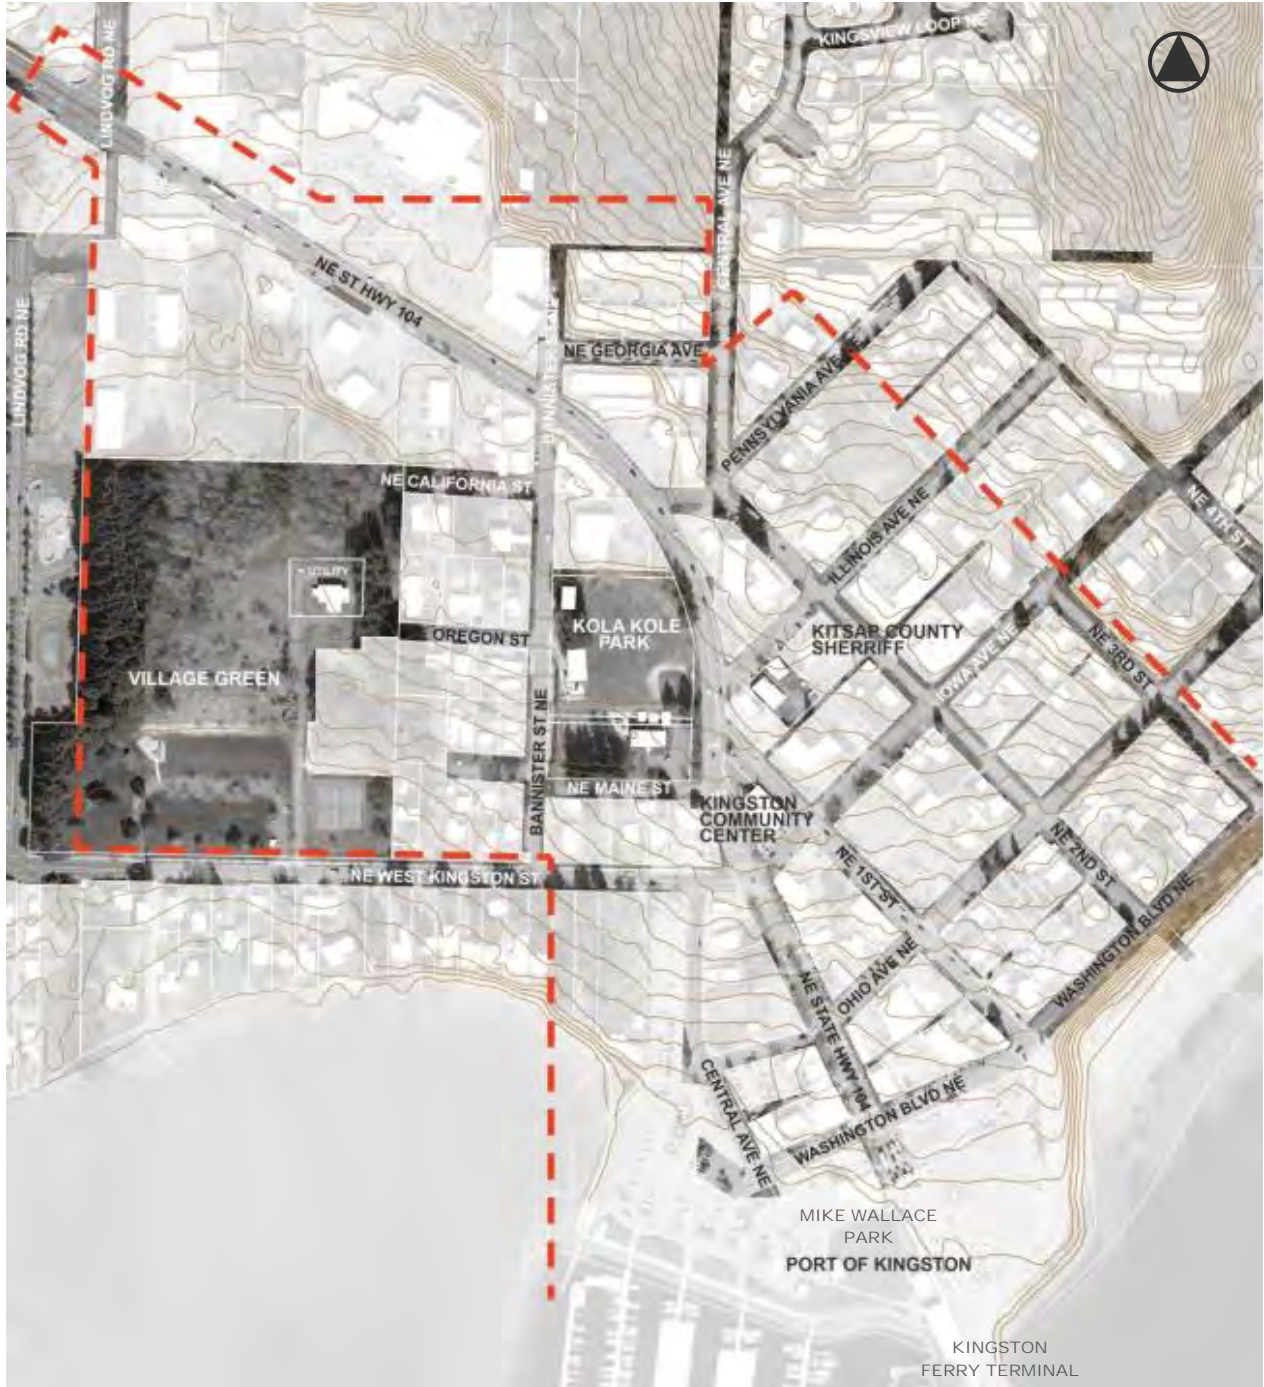 KINGSVIEW LOOP NE
LINDVOG RD NE
CENTRAL AVE NE
NE ST HWY 104
LINDVOG RD NE
NE GEORGIA AVE
PENNSYLVANIA AVE NE
NE CALIFORNIA ST
NE 4TH ST
ILLINOIS AVE NE
UTILITY
KOLA KOLE
PARK
OREGON ST
KITSAP COUNTY
SHERRIFF
NE 3RD ST
IOWA AVE NE
VILLAGE GREEN
BANNISTER ST NE
NE MAINE ST
KINGSTON
COMMUNITY
CENTER
NE 2ND ST
NE 1ST ST
NE WEST KINGSTON ST
WASHINGTON BLVD NE
OHIO AVE NE
NE STATE HWY 104
CENTRAL AVE NE
WASHINGTON BLVD NE
MIKE WALLACE
PARK
PORT OF KINGSTON
KINGSTON
FERRY TERMINAL